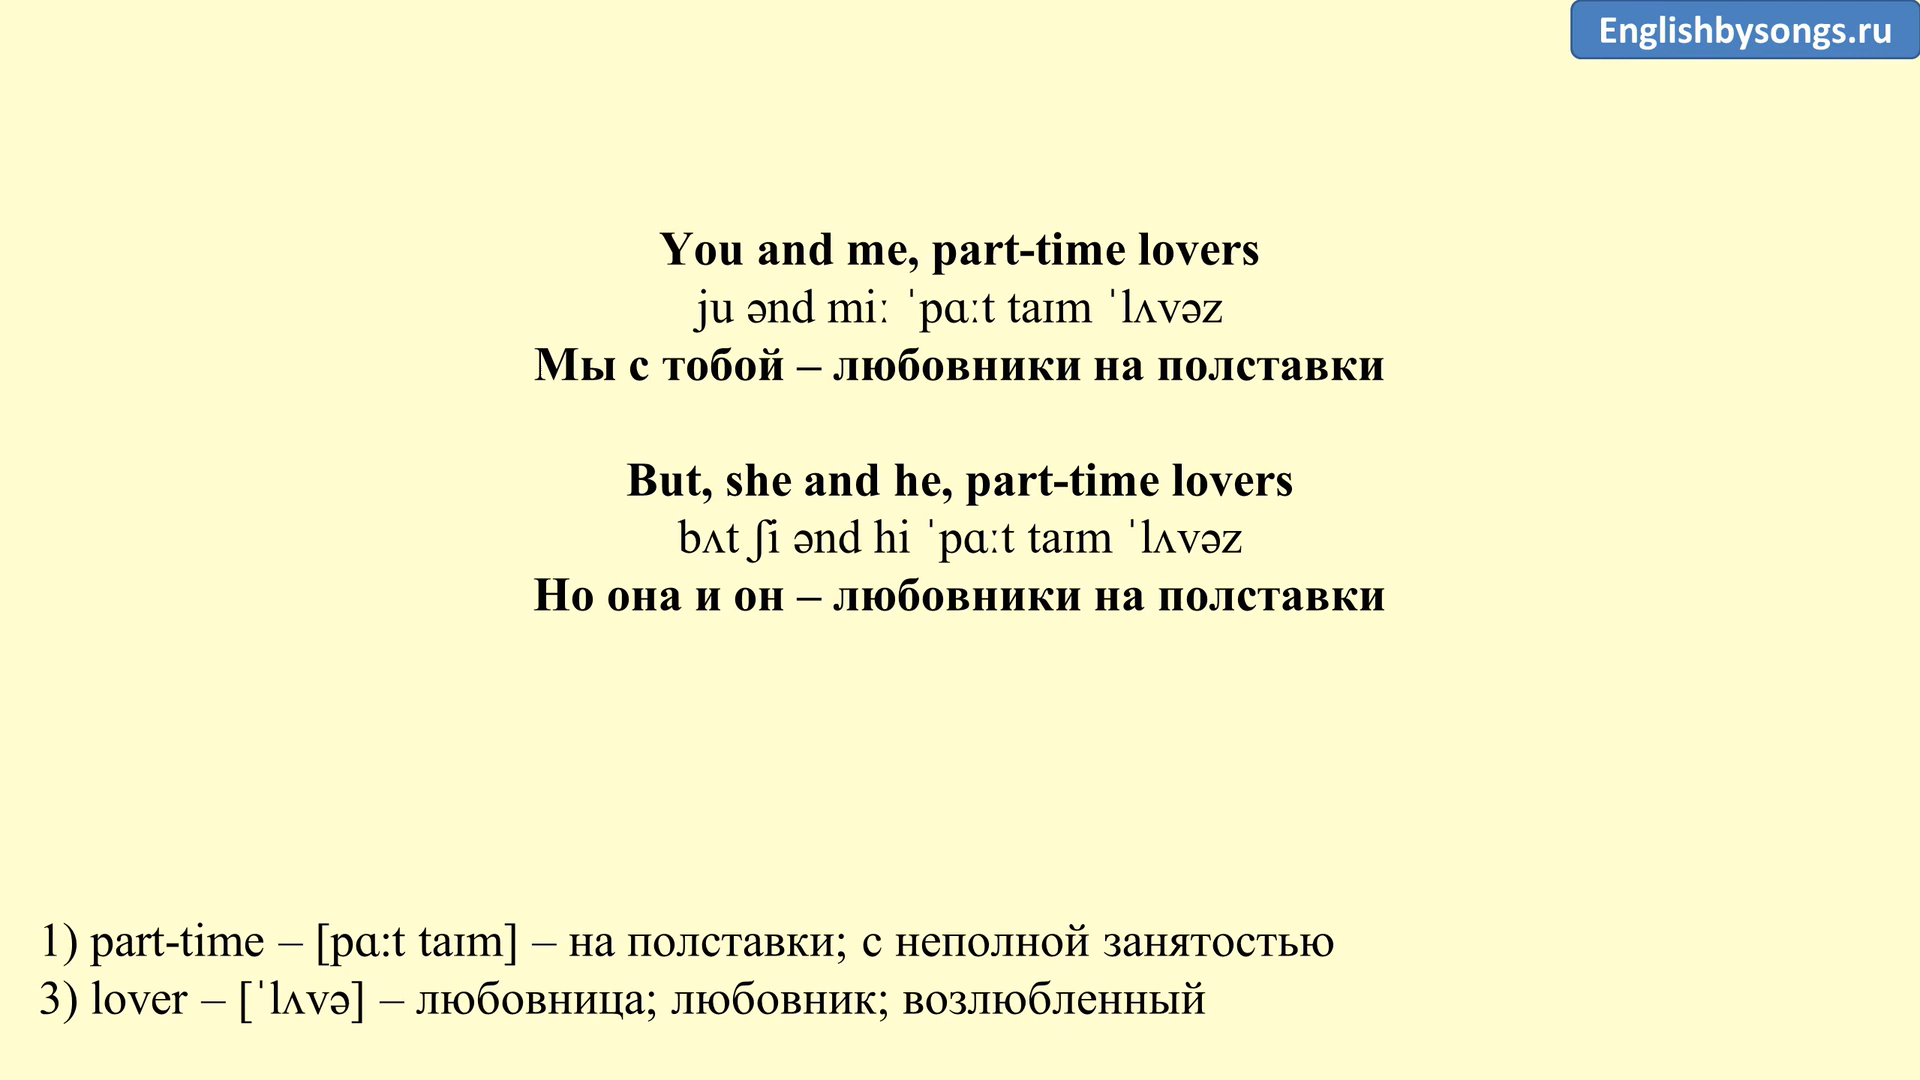 Englishbysongs.ru
You and me, part-time lovers
ju ənd miː ˈpɑːt taɪm ˈlʌvəz
Мы с тобой – любовники на полставки
But, she and he, part-time lovers
bʌt ʃi ənd hi ˈpɑːt taɪm ˈlʌvəz
Но она и он – любовники на полставки
1) part-time – [pɑ:t taɪm] – на полставки; с неполной занятостью
3) lover – [ˈlʌvə] – любовница; любовник; возлюбленный